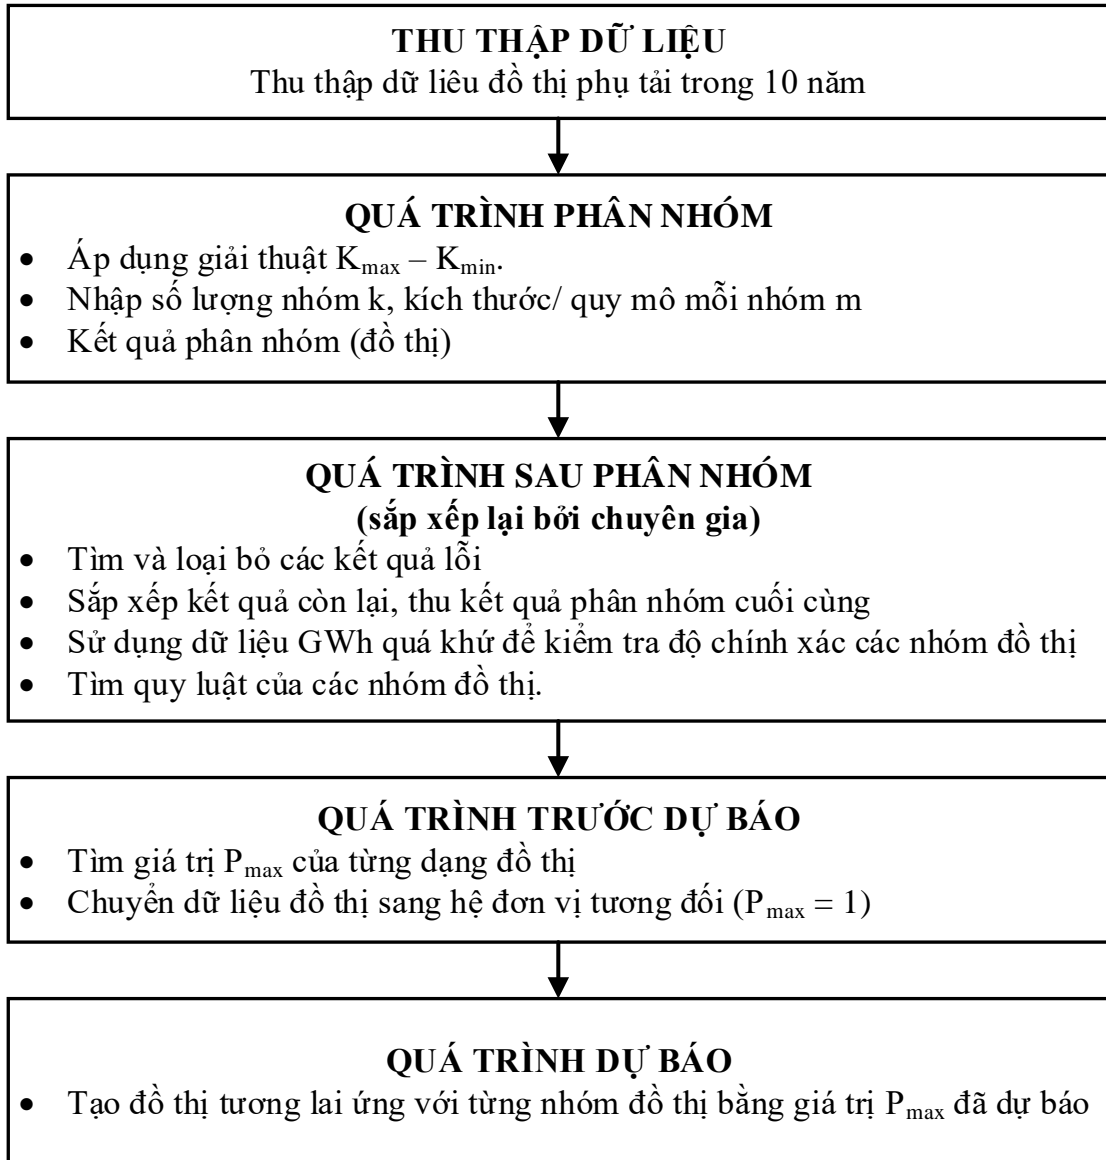 THU THẬP DỮ LIỆU
Thu thập dữ liêu đồ thị phụ tải trong 10 năm
QUÁ TRÌNH PHÂN NHÓM
• Áp dụng giải thuật Kmax – Kmin.
• Nhập số lượng nhóm k, kích thước/ quy mô mỗi nhóm m
• Kết quả phân nhóm (đồ thị)
QUÁ TRÌNH SAU PHÂN NHÓM
(sắp xếp lại bởi chuyên gia)
• Tìm và loại bỏ các kết quả lỗi
• Sắp xếp kết quả còn lại, thu kết quả phân nhóm cuối cùng
• Sử dụng dữ liệu GWh quá khứ để kiểm tra độ chính xác các nhóm đồ thị
• Tìm quy luật của các nhóm đồ thị.
QUÁ TRÌNH TRƯỚC DỰ BÁO
• Tìm giá trị Pmax của từng dạng đồ thị
• Chuyển dữ liệu đồ thị sang hệ đơn vị tương đối (Pmax = 1)
QUÁ TRÌNH DỰ BÁO
• Tạo đồ thị tương lai ứng với từng nhóm đồ thị bằng giá trị Pmax đã dự báo